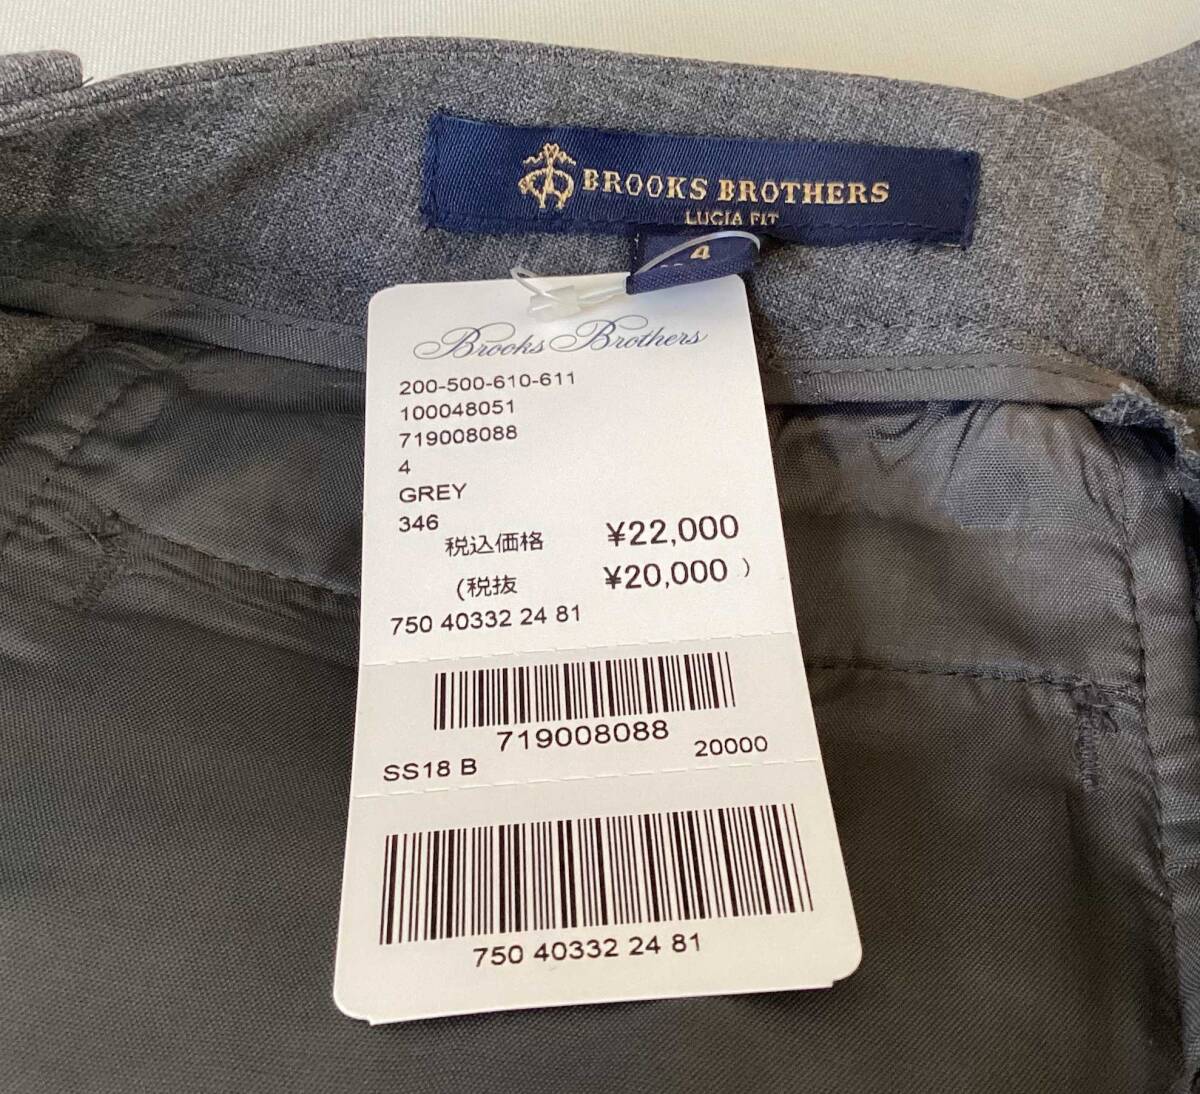 BROOKS BROTHERS
LUCIA FIT
4
Brooks Brothers
200-500-610-611
100048051
719008088
4
GREY
346
税込価格 ¥22,000
(税抜 ¥20,000 )
750 40332 24 81
719008088
SS18 B 20000
750 40332 24 81